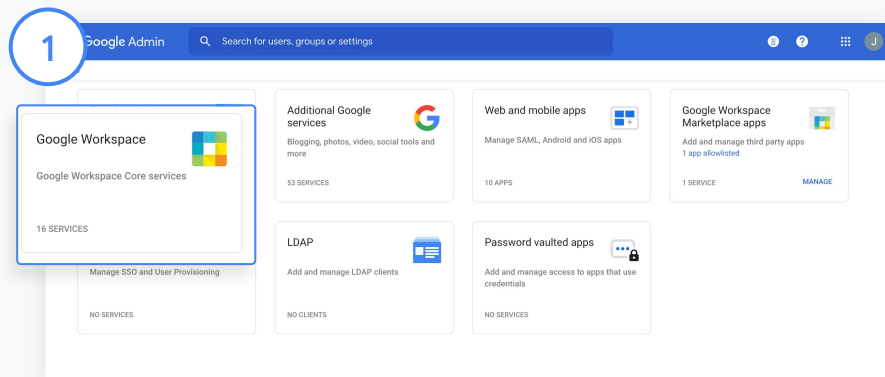 1
Google Admin
Search for users, groups or settings
8
?
J
Google Workspace
Google Workspace Core services
16 SERVICES
Additional Google
services
Blogging, photos, video, social tools and
more
53 SERVICES
Web and mobile apps
Manage SAML, Android and iOS apps
10 APPS
Google Workspace
Marketplace apps
Add and manage third party apps
1 app allowlisted
1 SERVICE MANAGE
Manage SSO and User Provisioning
NO SERVICES
LDAP
Add and manage LDAP clients
NO CLIENTS
Password vaulted apps
Add and manage access to apps that use
credentials
NO SERVICES